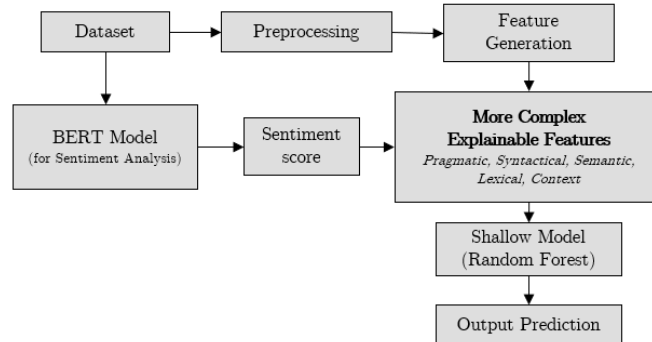 Dataset
Preprocessing
Feature
Generation
BERT Model
(for Sentiment Analysis)
Sentiment
score
More Complex
Explainable Features
Pragmatic, Syntactical, Semantic,
Lexical, Context
Shallow Model
(Random Forest)
Output Prediction